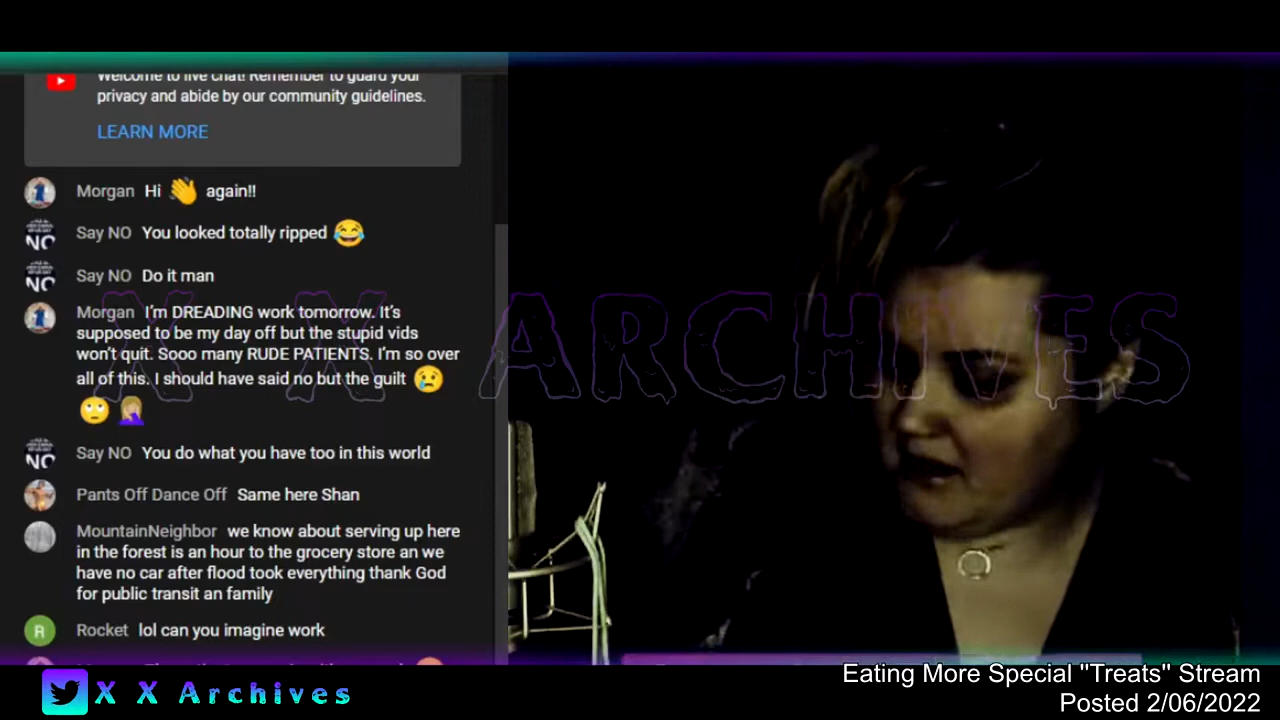 Welcome to live chat! Remember to guard your
privacy and abide by our community guidelines.
LEARN MORE
Morgan Hi 👋 again!!
Say NO You looked totally ripped 😂
Say NO Do it man
Morgan I'm DREADING work tomorrow. It's
supposed to be my day off but the stupid vids
won't quit. Sooo many RUDE PATIENTS. I'm so over
all of this. I should have said no but the guilt 😢
🙄 🤦🏼‍♀️
Say NO You do what you have too in this world
Pants Off Dance Off Same here Shan
MountainNeighbor we know about serving up here
in the forest is an hour to the grocery store an we
have no car after flood took everything thank God
for public transit an family
R Rocket lol can you imagine work
X X ARCHIVES
X X Archives
Eating More Special "Treats" Stream
Posted 2/06/2022